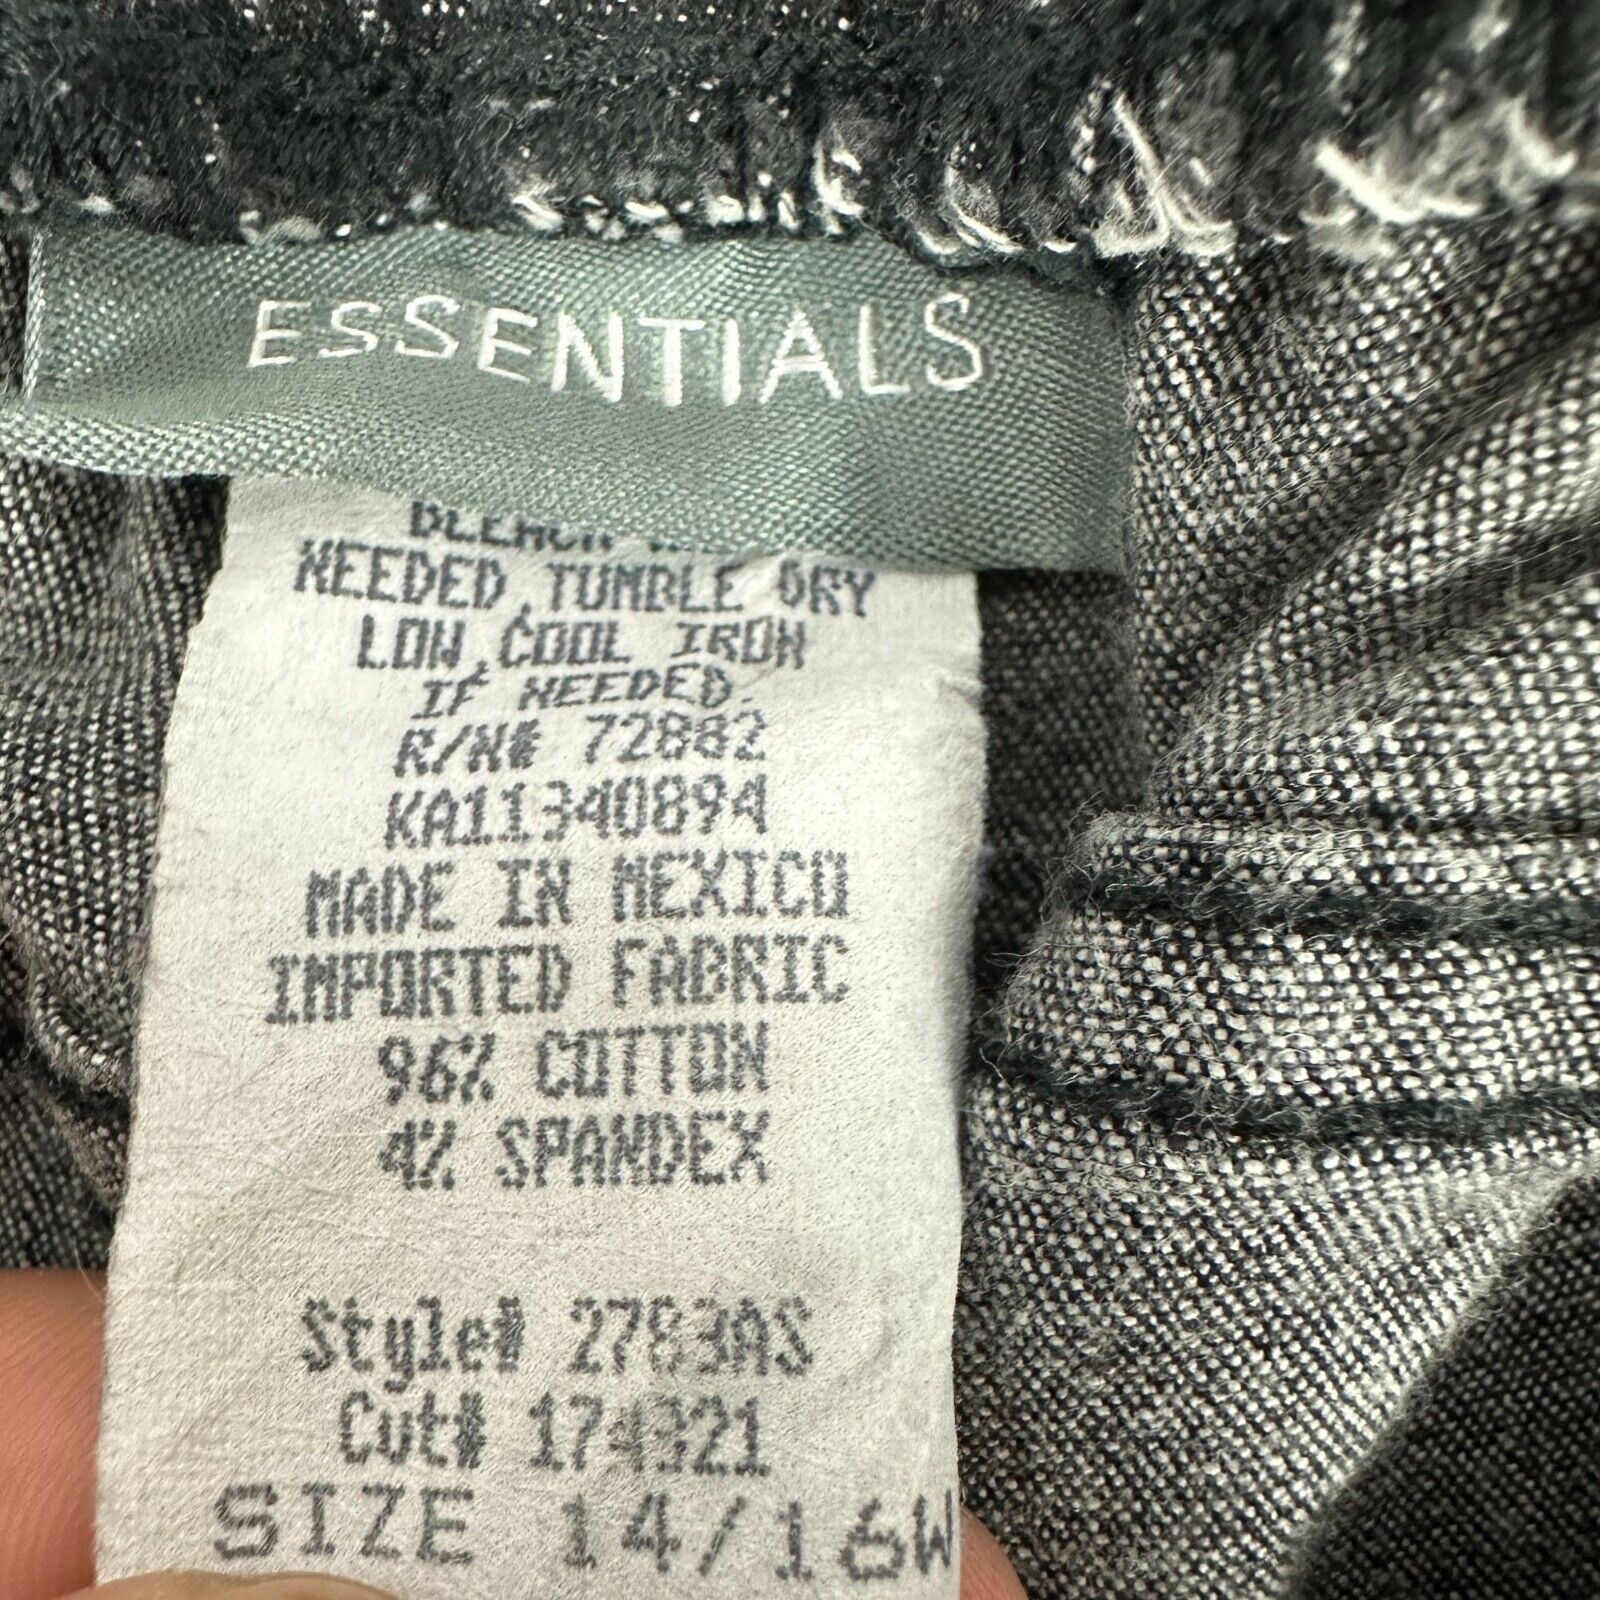 ESSENTIALS
BLEACH
NEEDED, TUMBLE DRY
LOW, COOL IRON
IF NEEDED.
R/N# 72882
KA11340894
MADE IN MEXICO
IMPORTED FABRIC
96% COTTON
4% SPANDEX
Style# 2783AS
Cut# 174321
SIZE 14/16W